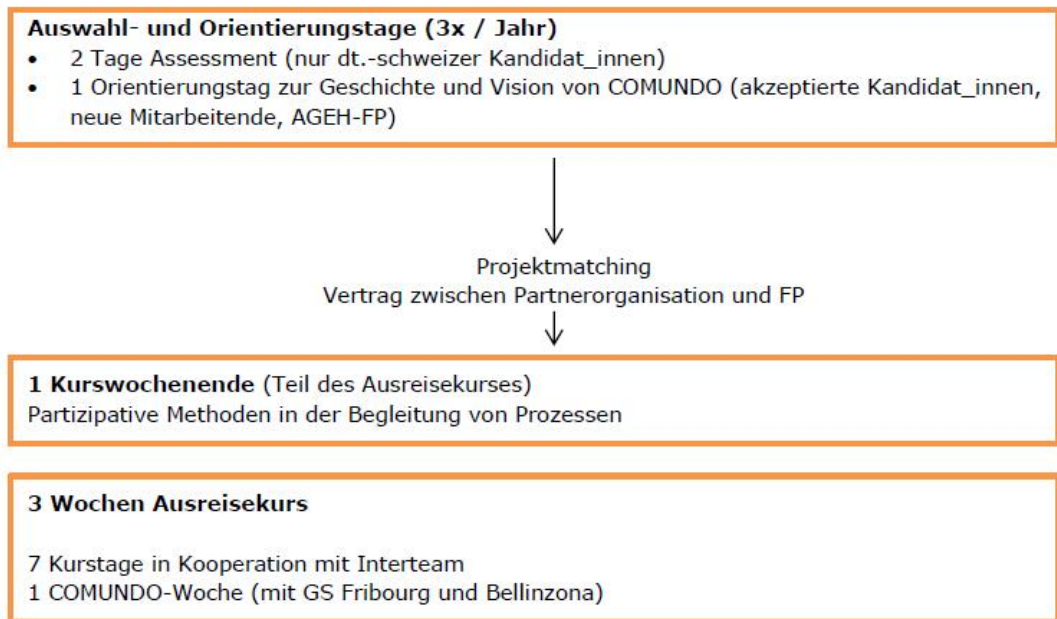 Auswahl- und Orientierungstage (3x / Jahr)
• 2 Tage Assessment (nur dt.-schweizer Kandidat_innen)
• 1 Orientierungstag zur Geschichte und Vision von COMUNDO (akzeptierte Kandidat_innen,
neue Mitarbeitende, AGEH-FP)
Projektmatching
Vertrag zwischen Partnerorganisation und FP
1 Kurswochenende (Teil des Ausreisekurses)
Partizipative Methoden in der Begleitung von Prozessen
3 Wochen Ausreisekurs
7 Kurstage in Kooperation mit Interteam
1 COMUNDO-Woche (mit GS Fribourg und Bellinzona)